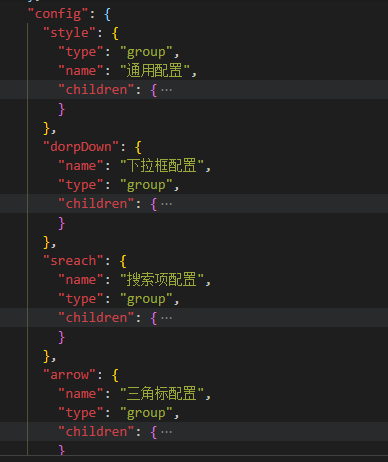 "config": {
"style": {
"type": "group",
"name": "通用配置",
"children": {…
}
},
"dorpDown": {
"name": "下拉框配置",
"type": "group",
"children": {…
}
},
"sreach": {
"name": "搜索项配置",
"type": "group",
"children": {…
}
},
"arrow": {
"name": "三角标配置",
"type": "group",
"children": {…
}